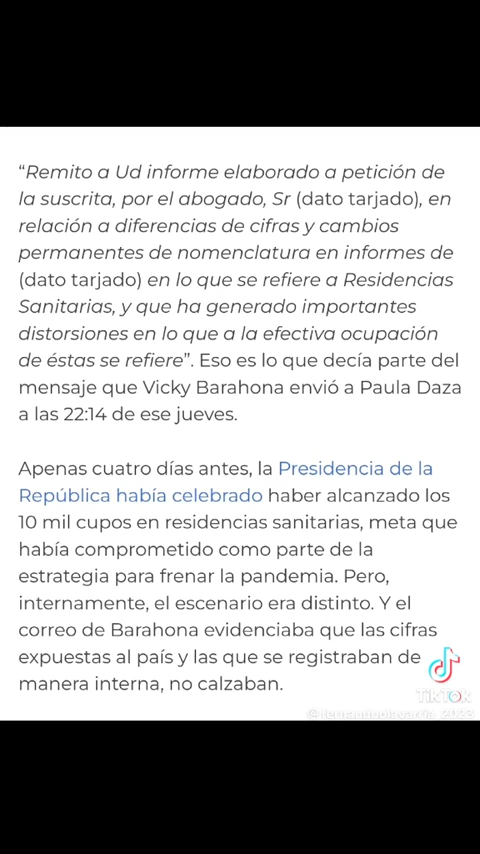 “Remito a Ud informe elaborado a petición de
la suscrita, por el abogado, Sr (dato tarjado), en
relación a diferencias de cifras y cambios
permanentes de nomenclatura en informes de
(dato tarjado) en lo que se refiere a Residencias
Sanitarias, y que ha generado importantes
distorsiones en lo que a la efectiva ocupación
de éstas se refiere”. Eso es lo que decía parte del
mensaje que Vicky Barahona envió a Paula Daza
a las 22:14 de ese jueves.
Apenas cuatro días antes, la Presidencia de la
República había celebrado haber alcanzado los
10 mil cupos en residencias sanitarias, meta que
había comprometido como parte de la
estrategia para frenar la pandemia. Pero,
internamente, el escenario era distinto. Y el
correo de Barahona evidenciaba que las cifras
expuestas al país y las que se registraban de
manera interna, no calzaban.
TikTok